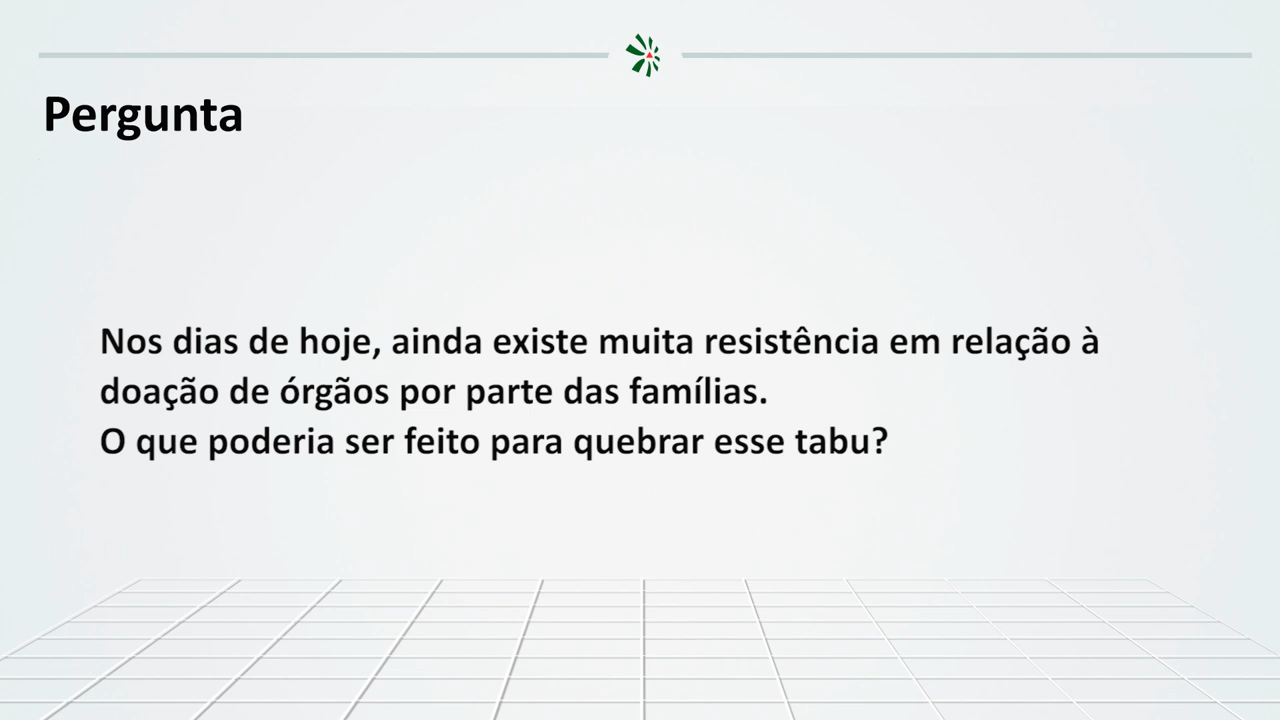 Pergunta
Nos dias de hoje, ainda existe muita resistência em relação à
doação de órgãos por parte das famílias.
O que poderia ser feito para quebrar esse tabu?